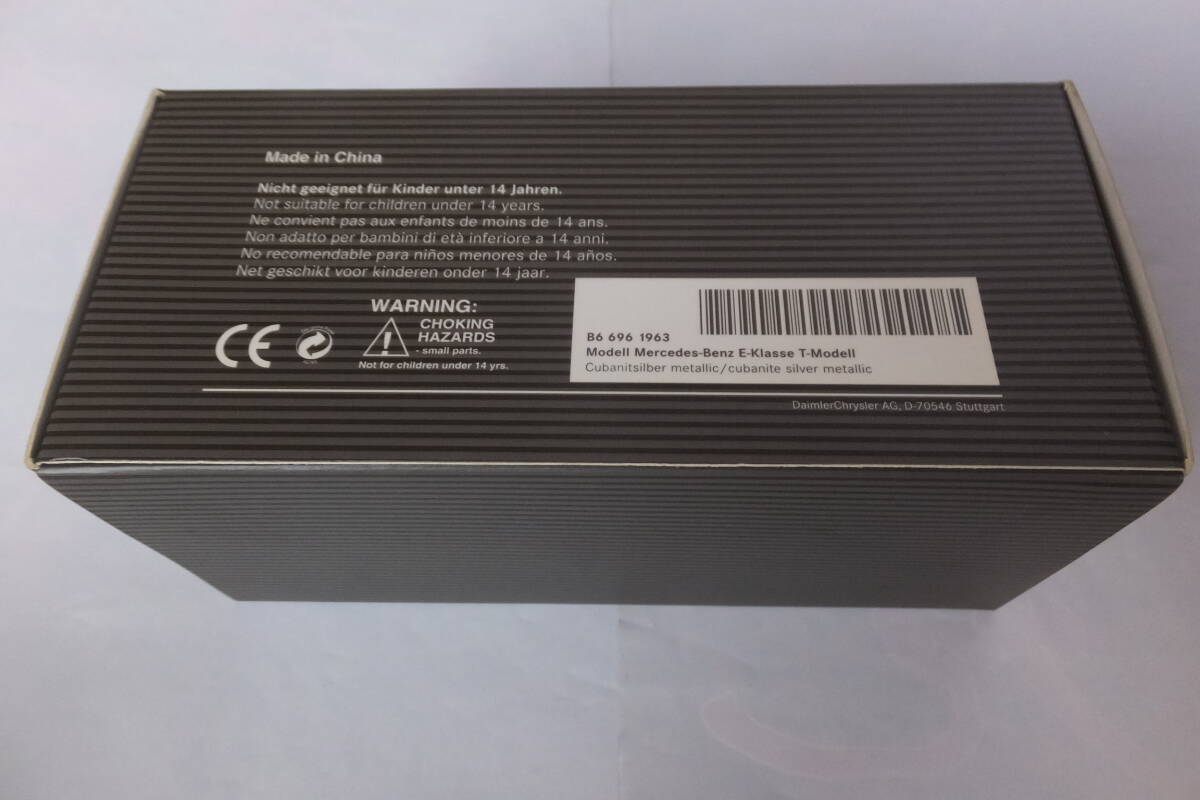 Made in China
Nicht geeignet für Kinder unter 14 Jahren.
Not suitable for children under 14 years.
Ne convient pas aux enfants de moins de 14 ans.
Non adatto per bambini di età inferiore a 14 anni.
No recomendable para niños menores de 14 años.
Net geschikt voor kinderen onder 14 jaar.
WARNING:
CHOKING
HAZARDS
- small parts.
Not for children under 14 yrs.
CE
B6 696 1963
Modell Mercedes-Benz E-Klasse T-Modell
Cubanitsilber metallic/cubanite silver metallic
DaimlerChrysler AG, D-70546 Stuttgart